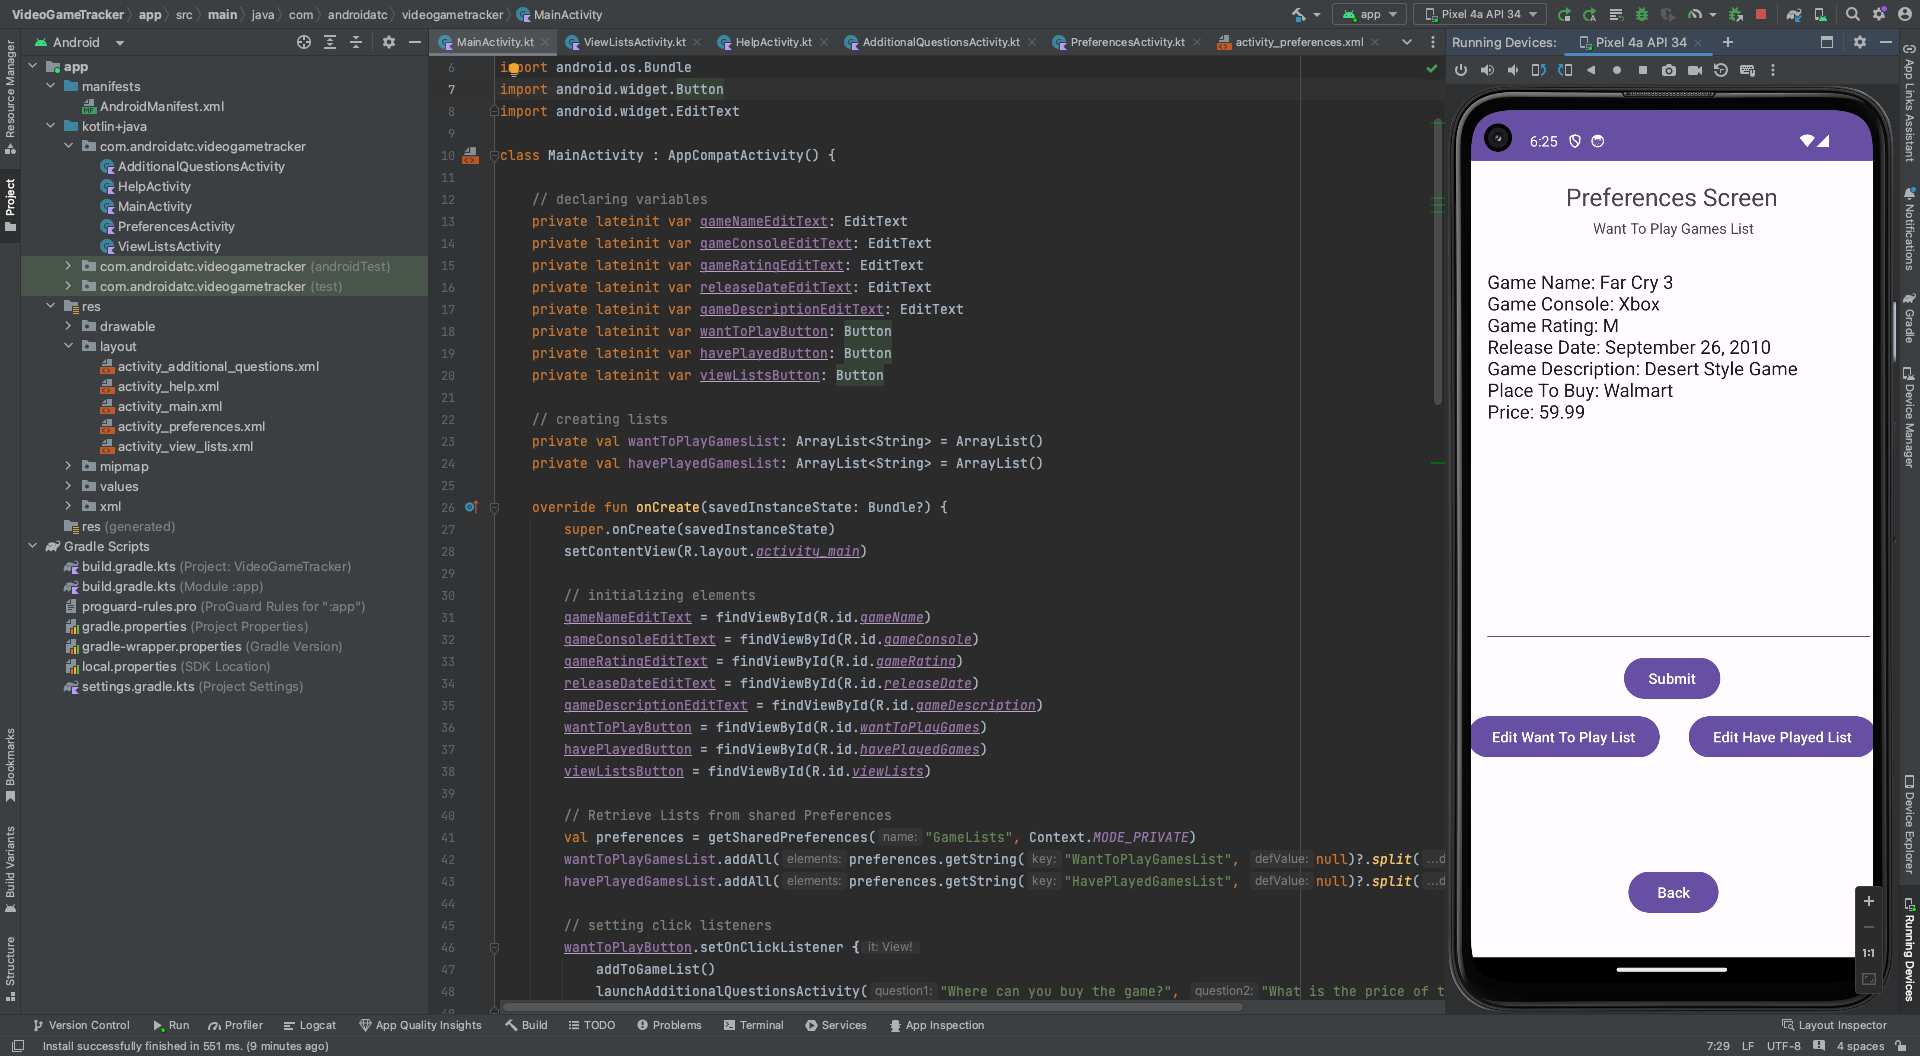 VideoGameTracker app src main java com androidatc videogametracker MainActivity
app Pixel 4a API 34
Android
MainActivity.kt ViewListsActivity.kt HelpActivity.kt AdditionalQuestionsActivity.kt PreferencesActivity.kt activity_preferences.xml
Running Devices: Pixel 4a API 34
Resource Manager
Project
Bookmarks
Build Variants
Structure
app
manifests
AndroidManifest.xml
kotlin+java
com.androidatc.videogametracker
AdditionalQuestionsActivity
HelpActivity
MainActivity
PreferencesActivity
ViewListsActivity
com.androidatc.videogametracker (androidTest)
com.androidatc.videogametracker (test)
res
drawable
layout
activity_additional_questions.xml
activity_help.xml
activity_main.xml
activity_preferences.xml
activity_view_lists.xml
mipmap
values
xml
res (generated)
Gradle Scripts
build.gradle.kts (Project: VideoGameTracker)
build.gradle.kts (Module :app)
proguard-rules.pro (ProGuard Rules for ":app")
gradle.properties (Project Properties)
gradle-wrapper.properties (Gradle Version)
local.properties (SDK Location)
settings.gradle.kts (Project Settings)
6 import android.os.Bundle
7 import android.widget.Button
8 import android.widget.EditText
9
10 class MainActivity : AppCompatActivity() {
11
12 // declaring variables
13 private lateinit var gameNameEditText: EditText
14 private lateinit var gameConsoleEditText: EditText
15 private lateinit var gameRatingEditText: EditText
16 private lateinit var releaseDateEditText: EditText
17 private lateinit var gameDescriptionEditText: EditText
18 private lateinit var wantToPlayButton: Button
19 private lateinit var havePlayedButton: Button
20 private lateinit var viewListsButton: Button
21
22 // creating lists
23 private val wantToPlayGamesList: ArrayList<String> = ArrayList()
24 private val havePlayedGamesList: ArrayList<String> = ArrayList()
25
26 override fun onCreate(savedInstanceState: Bundle?) {
27 super.onCreate(savedInstanceState)
28 setContentView(R.layout.activity_main)
29
30 // initializing elements
31 gameNameEditText = findViewById(R.id.gameName)
32 gameConsoleEditText = findViewById(R.id.gameConsole)
33 gameRatingEditText = findViewById(R.id.gameRating)
34 releaseDateEditText = findViewById(R.id.releaseDate)
35 gameDescriptionEditText = findViewById(R.id.gameDescription)
36 wantToPlayButton = findViewById(R.id.wantToPlayGames)
37 havePlayedButton = findViewById(R.id.havePlayedGames)
38 viewListsButton = findViewById(R.id.viewLists)
39
40 // Retrieve Lists from shared Preferences
41 val preferences = getSharedPreferences( name: "GameLists", Context.MODE_PRIVATE)
42 wantToPlayGamesList.addAll( elements: preferences.getString( key: "WantToPlayGamesList", defValue: null)?.split( ...d
43 havePlayedGamesList.addAll( elements: preferences.getString( key: "HavePlayedGamesList", defValue: null)?.split( ...d
44
45 // setting click listeners
46 wantToPlayButton.setOnClickListener { it: View!
47 addToGameList()
48 launchAdditionalQuestionsActivity( question1: "Where can you buy the game?", question2: "What is the price of t
6:25
Preferences Screen
Want To Play Games List
Game Name: Far Cry 3
Game Console: Xbox
Game Rating: M
Release Date: September 26, 2010
Game Description: Desert Style Game
Place To Buy: Walmart
Price: 59.99
Submit
Edit Want To Play List Edit Have Played List
Back
1:1
App Links Assistant
Notifications
Gradle
Device Manager
Device Explorer
Running Devices
Version Control Run Profiler Logcat App Quality Insights Build TODO Problems Terminal Services App Inspection Layout Inspector
Install successfully finished in 551 ms. (9 minutes ago) 7:29 LF UTF-8 4 spaces